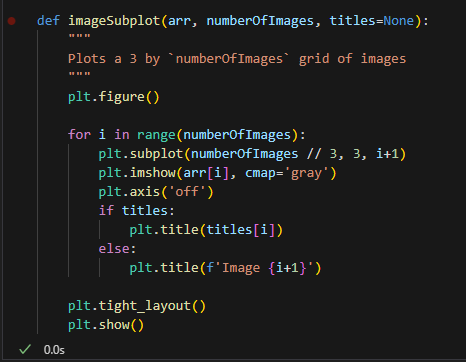 def imageSubplot(arr, numberOfImages, titles=None):
    """
    Plots a 3 by `numberOfImages` grid of images
    """
    plt.figure()

    for i in range(numberOfImages):
        plt.subplot(numberOfImages // 3, 3, i+1)
        plt.imshow(arr[i], cmap='gray')
        plt.axis('off')
        if titles:
            plt.title(titles[i])
        else:
            plt.title(f'Image {i+1}')

    plt.tight_layout()
    plt.show()
0.0s